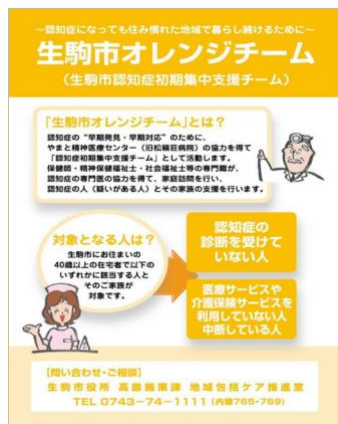 ～認知症になっても住み慣れた地域で暮らし続けるために～
生駒市オレンジチーム
（生駒市認知症初期集中支援チーム）
「生駒市オレンジチーム」とは？
認知症の“早期発見・早期対応”のために、
やまと精神医療センター（旧松籟荘病院）の協力を得て
「認知症初期集中支援チーム」として活動します。
保健師・精神保健福祉士・社会福祉士等の専門職が、
認知症の専門医の協力を得て、家庭訪問を行い、
認知症の人（疑いがある人）とその家族の支援を行います。
対象となる人は？
生駒市にお住まいの
40歳以上の在宅者で以下の
いずれかに該当する人と
そのご家族が
対象です。
認知症の
診断を受けて
いない人
医療サービスや
介護保険サービスを
利用していない人
中断している人
【問い合わせ・ご相談】
生駒市役所 高齢施策課 地域包括ケア推進室
TEL 0743－74－1111（内線765･769）